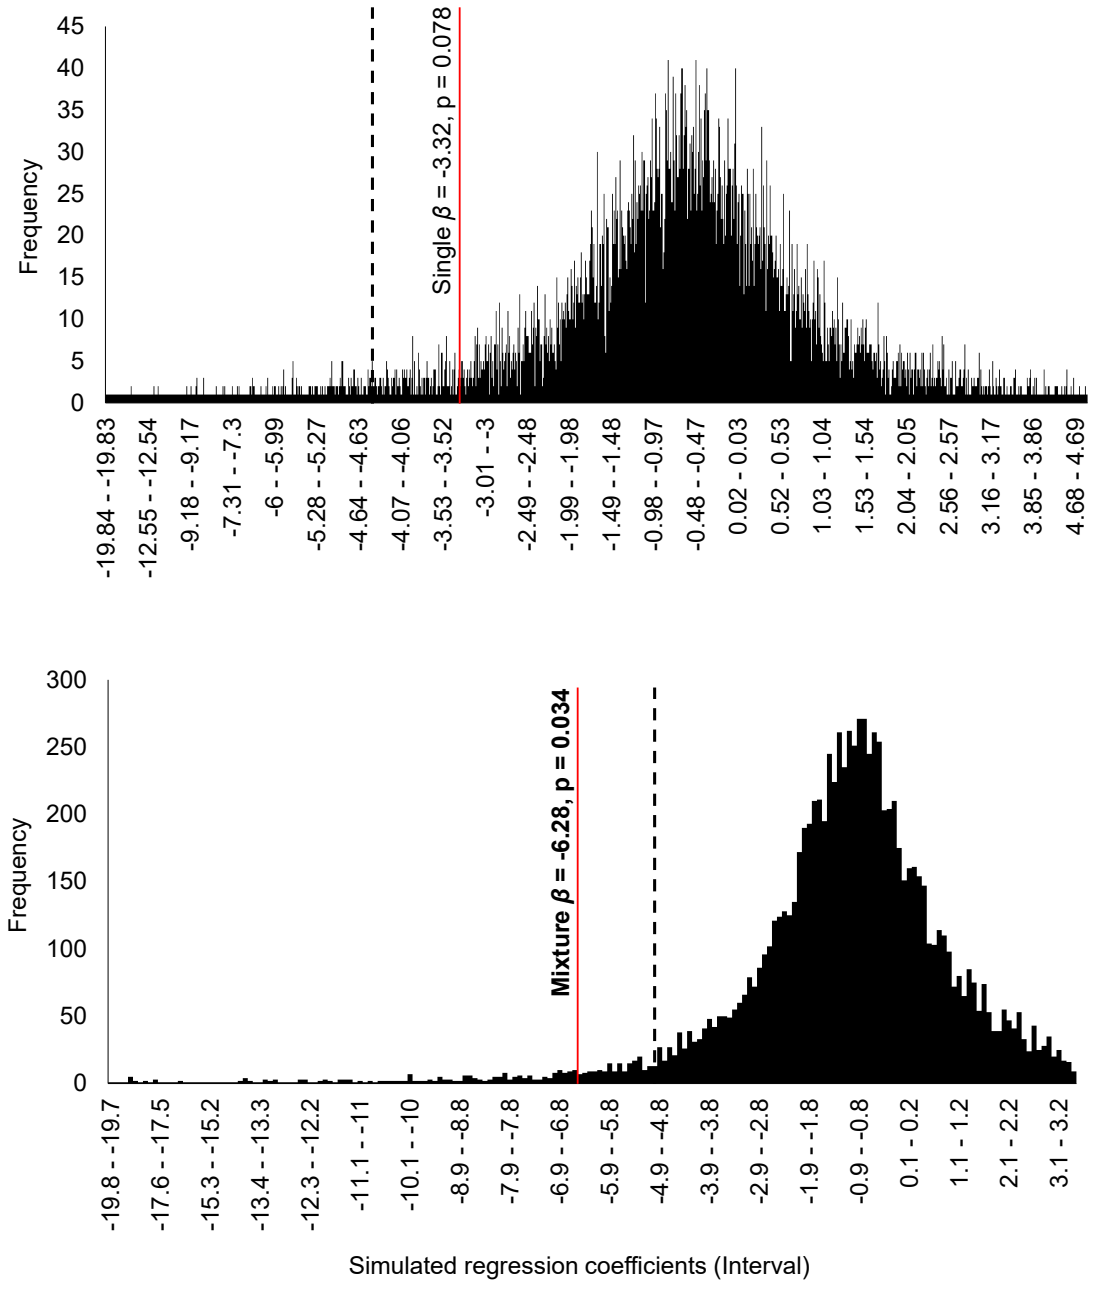 45
40
35
30
25
20
15
10
5
0
Frequency
Single β = -3.32, p = 0.078
-19.84 - -19.83
-12.55 - -12.54
-9.18 - -9.17
-7.31 - -7.3
-6 - -5.99
-5.28 - -5.27
-4.64 - -4.63
-4.07 - -4.06
-3.53 - -3.52
-3.01 - -3
-2.49 - -2.48
-1.99 - -1.98
-1.49 - -1.48
-0.98 - -0.97
-0.48 - -0.47
0.02 - 0.03
0.52 - 0.53
1.03 - 1.04
1.53 - 1.54
2.04 - 2.05
2.56 - 2.57
3.16 - 3.17
3.85 - 3.86
4.68 - 4.69
300
250
200
150
100
50
0
Frequency
Mixture β = -6.28, p = 0.034
-19.8 - -19.7
-17.6 - -17.5
-15.3 - -15.2
-13.4 - -13.3
-12.3 - -12.2
-11.1 - -11
-10.1 - -10
-8.9 - -8.8
-7.9 - -7.8
-6.9 - -6.8
-5.9 - -5.8
-4.9 - -4.8
-3.9 - -3.8
-2.9 - -2.8
-1.9 - -1.8
-0.9 - -0.8
0.1 - 0.2
1.1 - 1.2
2.1 - 2.2
3.1 - 3.2
Simulated regression coefficients (Interval)